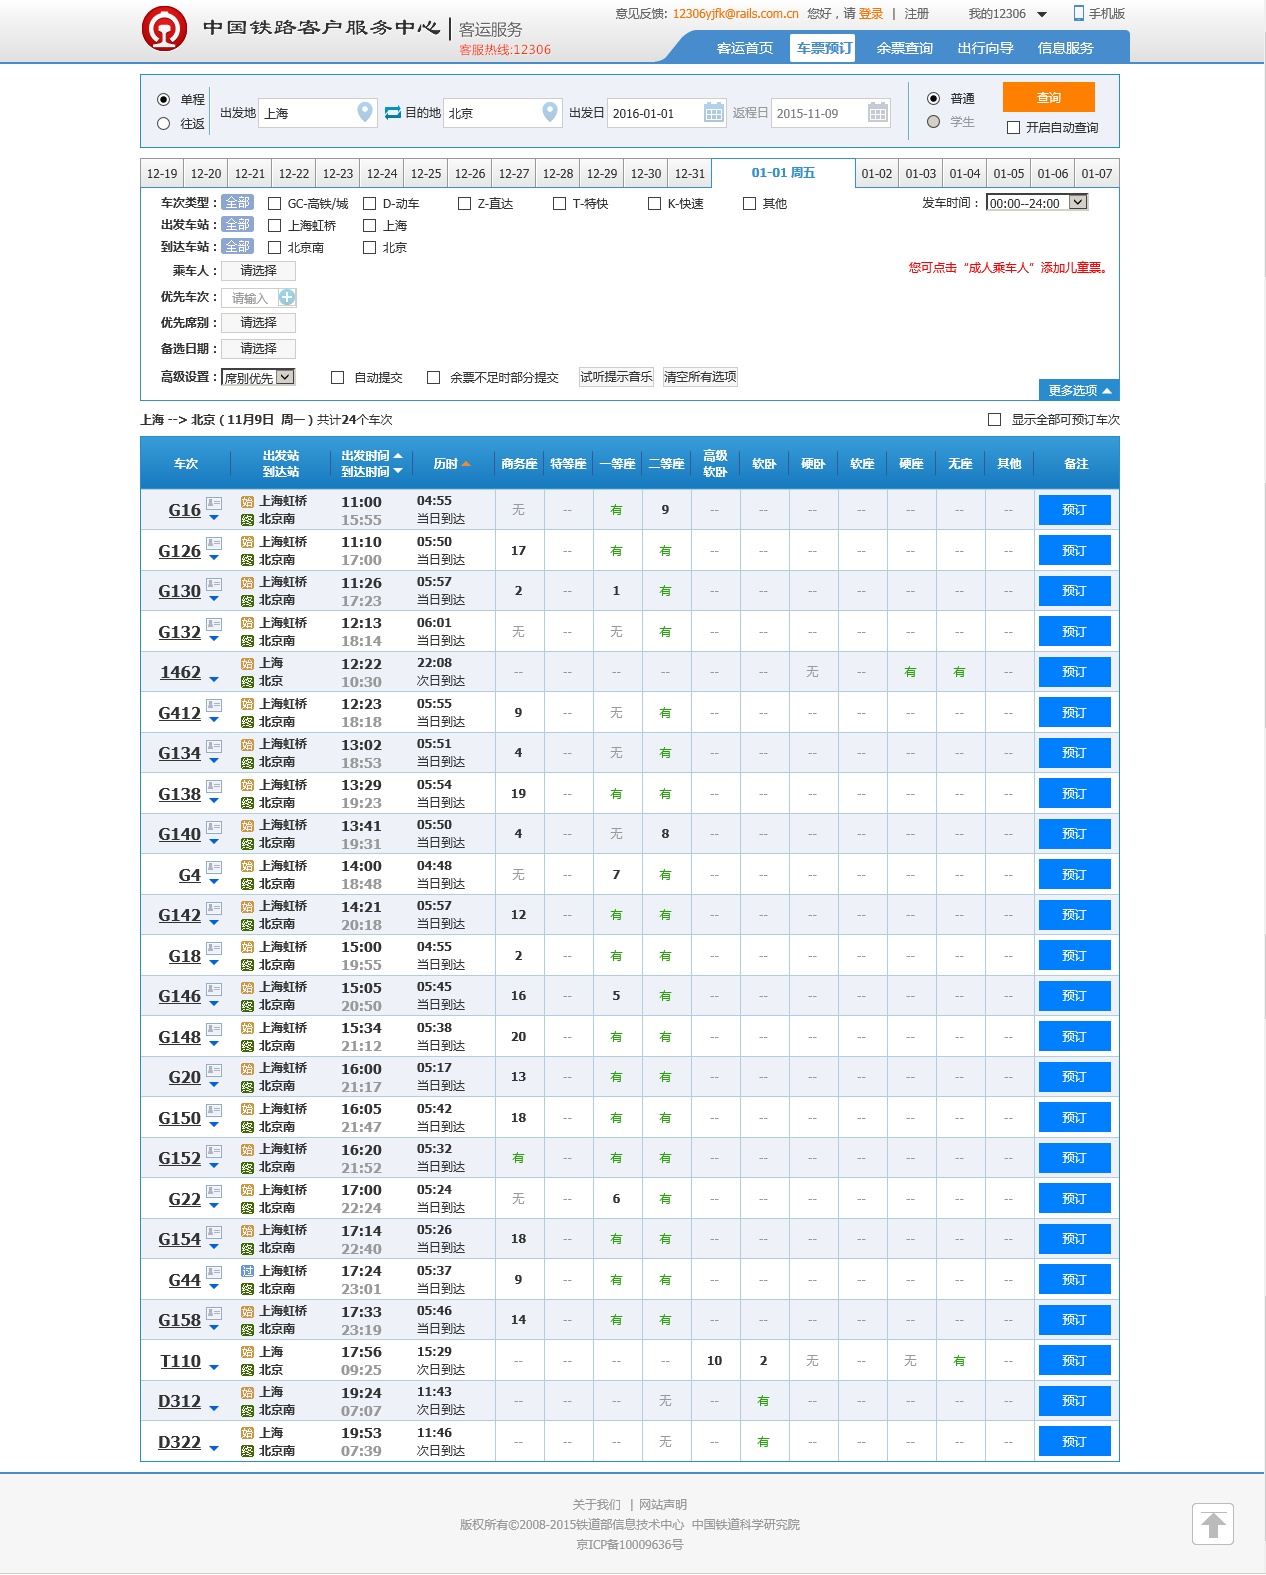 意见反馈: 12306yjfk@rails.com.cn 您好，请 登录 | 注册 我的12306 手机版
中国铁路客户服务中心 | 客运服务
客服热线:12306
客运首页 车票预订 余票查询 出行向导 信息服务
单程 往返 出发地 上海 目的地 北京 出发日 2016-01-01 返程日 2015-11-09 普通 学生 查询 开启自动查询
12-19 12-20 12-21 12-22 12-23 12-24 12-25 12-26 12-27 12-28 12-29 12-30 12-31 01-01 周五 01-02 01-03 01-04 01-05 01-06 01-07
车次类型： 全部 GC-高铁/城 D-动车 Z-直达 T-特快 K-快速 其他 发车时间： 00:00--24:00
出发车站： 全部 上海虹桥 上海
到达车站： 全部 北京南 北京
乘车人： 请选择 您可点击“成人乘车人”添加儿童票。
优先车次： 请输入
优先席别： 请选择
备选日期： 请选择
高级设置： 席别优先 自动提交 余票不足时部分提交 试听提示音乐 清空所有选项
更多选项
上海 --> 北京（11月9日 周一）共计24个车次 显示全部可预订车次
车次 出发站 到达站 出发时间 到达时间 历时 商务座 特等座 一等座 二等座 高级软卧 软卧 硬卧 软座 硬座 无座 其他 备注
G16 始 上海虹桥 11:00 04:55 无 -- 有 9 -- -- -- -- -- -- -- 预订
终 北京南 15:55 当日到达
G126 始 上海虹桥 11:10 05:50 17 -- 有 有 -- -- -- -- -- -- -- 预订
终 北京南 17:00 当日到达
G130 始 上海虹桥 11:26 05:57 2 -- 1 有 -- -- -- -- -- -- -- 预订
终 北京南 17:23 当日到达
G132 始 上海虹桥 12:13 06:01 无 -- 无 有 -- -- -- -- -- -- -- 预订
终 北京南 18:14 当日到达
1462 始 上海 12:22 22:08 -- -- -- -- -- -- 无 -- 有 有 -- 预订
终 北京 10:30 次日到达
G412 始 上海虹桥 12:23 05:55 9 -- 无 有 -- -- -- -- -- -- -- 预订
终 北京南 18:18 当日到达
G134 始 上海虹桥 13:02 05:51 4 -- 无 有 -- -- -- -- -- -- -- 预订
终 北京南 18:53 当日到达
G138 始 上海虹桥 13:29 05:54 19 -- 有 有 -- -- -- -- -- -- -- 预订
终 北京南 19:23 当日到达
G140 始 上海虹桥 13:41 05:50 4 -- 无 8 -- -- -- -- -- -- -- 预订
终 北京南 19:31 当日到达
G4 始 上海虹桥 14:00 04:48 无 -- 7 有 -- -- -- -- -- -- -- 预订
终 北京南 18:48 当日到达
G142 始 上海虹桥 14:21 05:57 12 -- 有 有 -- -- -- -- -- -- -- 预订
终 北京南 20:18 当日到达
G18 始 上海虹桥 15:00 04:55 2 -- 有 有 -- -- -- -- -- -- -- 预订
终 北京南 19:55 当日到达
G146 始 上海虹桥 15:05 05:45 16 -- 5 有 -- -- -- -- -- -- -- 预订
终 北京南 20:50 当日到达
G148 始 上海虹桥 15:34 05:38 20 -- 有 有 -- -- -- -- -- -- -- 预订
终 北京南 21:12 当日到达
G20 始 上海虹桥 16:00 05:17 13 -- 有 有 -- -- -- -- -- -- -- 预订
终 北京南 21:17 当日到达
G150 始 上海虹桥 16:05 05:42 18 -- 有 有 -- -- -- -- -- -- -- 预订
终 北京南 21:47 当日到达
G152 始 上海虹桥 16:20 05:32 有 -- 有 有 -- -- -- -- -- -- -- 预订
终 北京南 21:52 当日到达
G22 始 上海虹桥 17:00 05:24 无 -- 6 有 -- -- -- -- -- -- -- 预订
终 北京南 22:24 当日到达
G154 始 上海虹桥 17:14 05:26 18 -- 有 有 -- -- -- -- -- -- -- 预订
终 北京南 22:40 当日到达
G44 过 上海虹桥 17:24 05:37 9 -- 有 有 -- -- -- -- -- -- -- 预订
终 北京南 23:01 当日到达
G158 始 上海虹桥 17:33 05:46 14 -- 有 有 -- -- -- -- -- -- -- 预订
终 北京南 23:19 当日到达
T110 始 上海 17:56 15:29 -- -- -- -- 10 2 无 -- 无 有 -- 预订
终 北京 09:25 次日到达
D312 始 上海 19:24 11:43 -- -- -- 无 -- 有 -- -- -- -- -- 预订
终 北京南 07:07 次日到达
D322 始 上海 19:53 11:46 -- -- -- 无 -- 有 -- -- -- -- -- 预订
终 北京南 07:39 次日到达
关于我们 | 网站声明
版权所有©2008-2015铁道部信息技术中心 中国铁道科学研究院
京ICP备10009636号